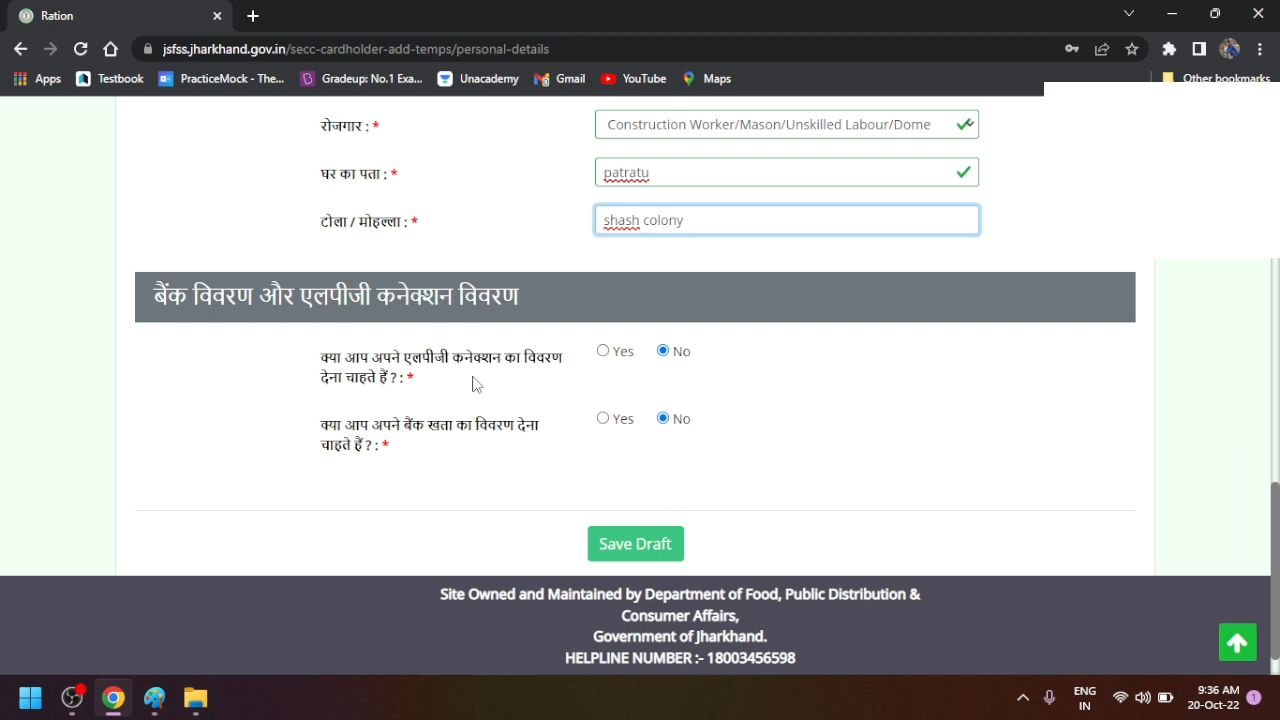 Ration
jsfss.jharkhand.gov.in/secc-cardholder-add-temps/personal-details
Apps Testbook PracticeMock - The... Gradeup: No.1 Exa... Unacademy Gmail YouTube Maps Other bookmarks
रोजगार : * Construction Worker/Mason/Unskilled Labour/Dome
घर का पता : * patratu
टोला / मोहल्ला : * shash colony
बैंक विवरण और एलपीजी कनेक्शन विवरण
क्या आप अपने एलपीजी कनेक्शन का विवरण Yes No
देना चाहते हैं ? : *
क्या आप अपने बैंक खता का विवरण देना Yes No
चाहते हैं ? : *
Save Draft
Site Owned and Maintained by Department of Food, Public Distribution &
Consumer Affairs,
Government of Jharkhand.
HELPLINE NUMBER :- 18003456598
ENG 9:36 AM
IN 20-Oct-22 1